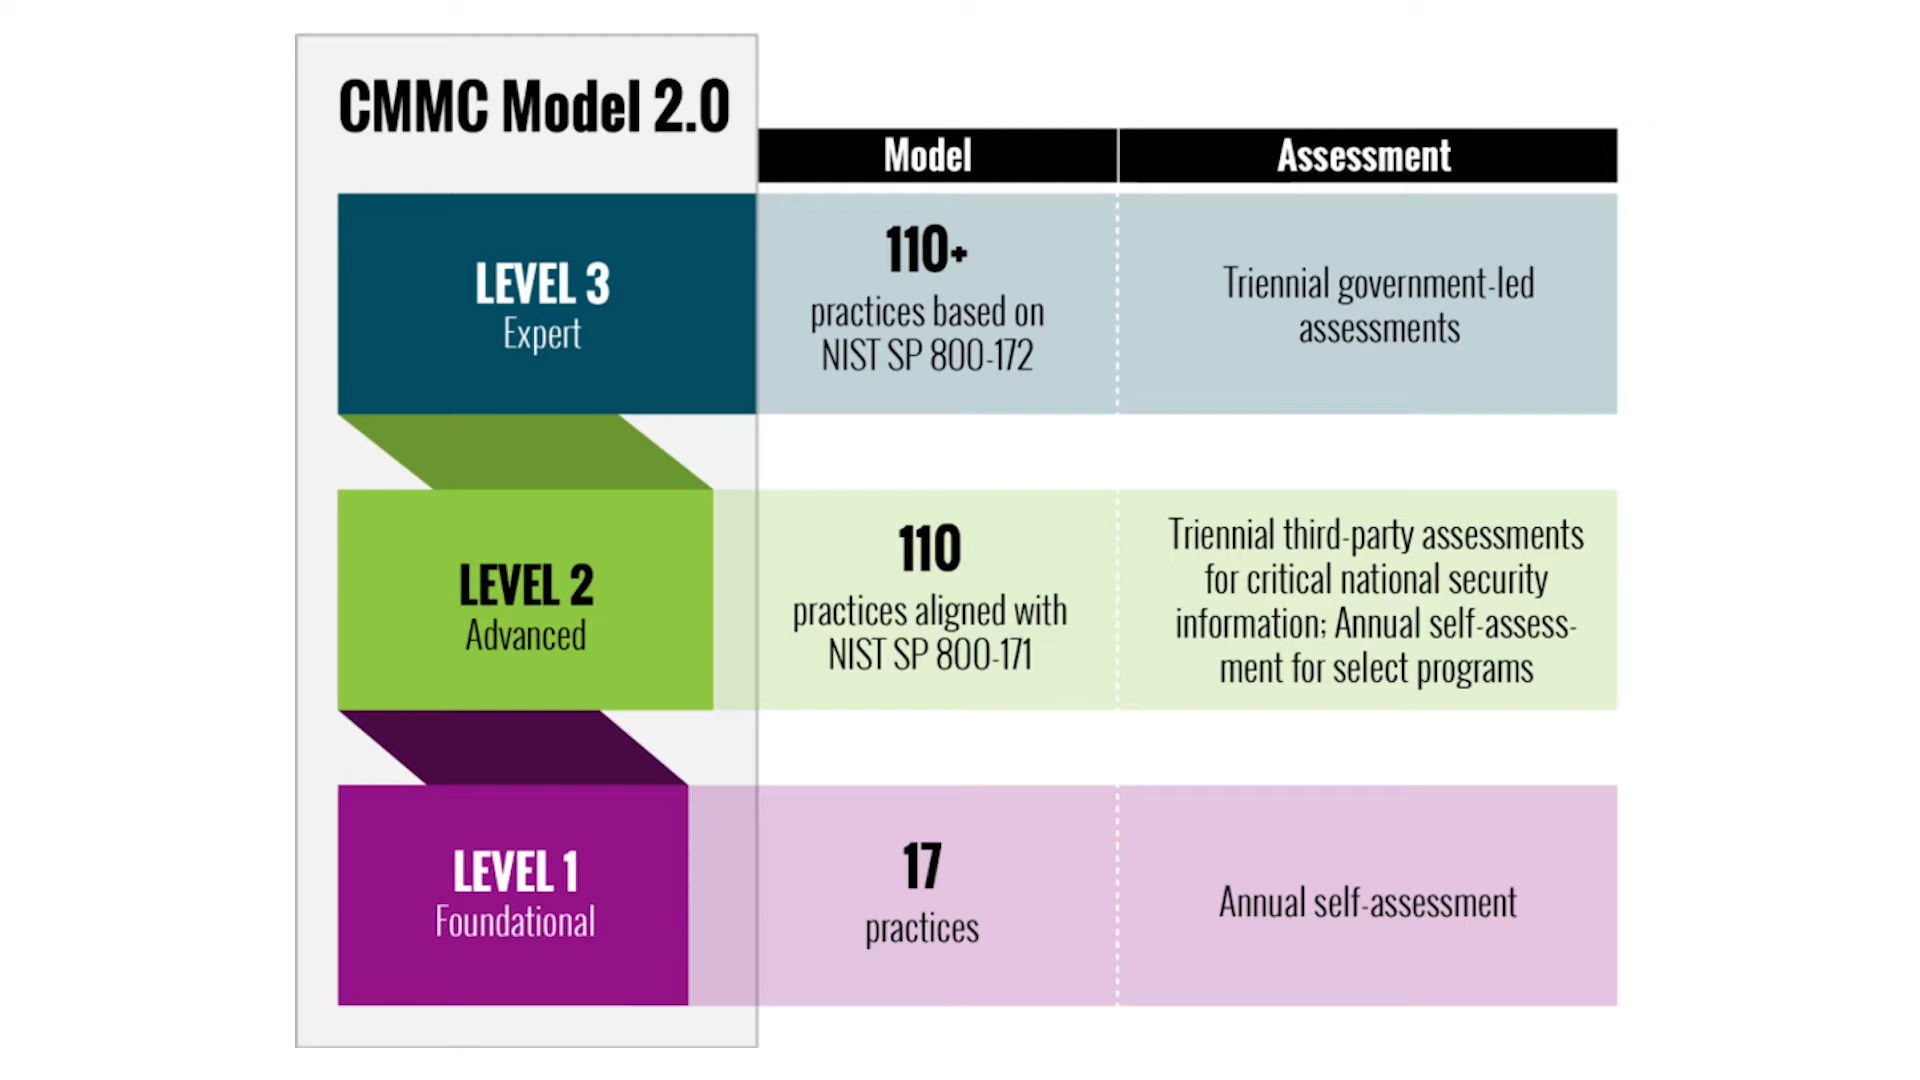 CMMC Model 2.0
Model
Assessment
LEVEL 3
Expert
110+
practices based on
NIST SP 800-172
Triennial government-led
assessments
LEVEL 2
Advanced
110
practices aligned with
NIST SP 800-171
Triennial third-party assessments
for critical national security
information; Annual self-assess-
ment for select programs
LEVEL 1
Foundational
17
practices
Annual self-assessment